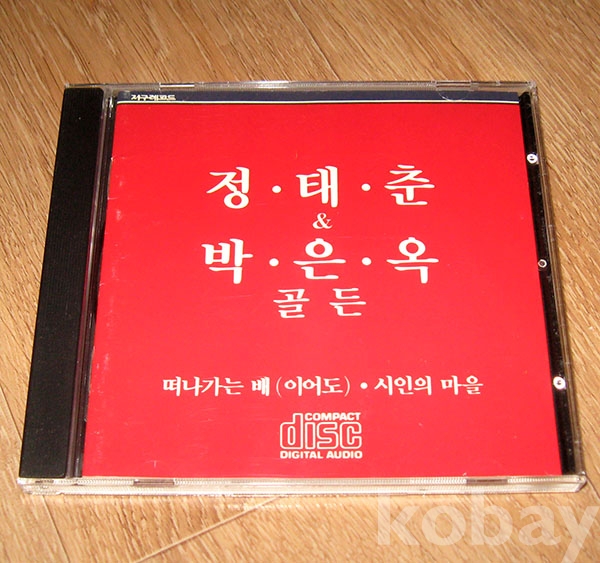 지구레코드
정·태·춘
&
박·은·옥
골든
떠나가는 배 (이어도) • 시인의 마을
COMPACT
disc
DIGITAL AUDIO
kobay